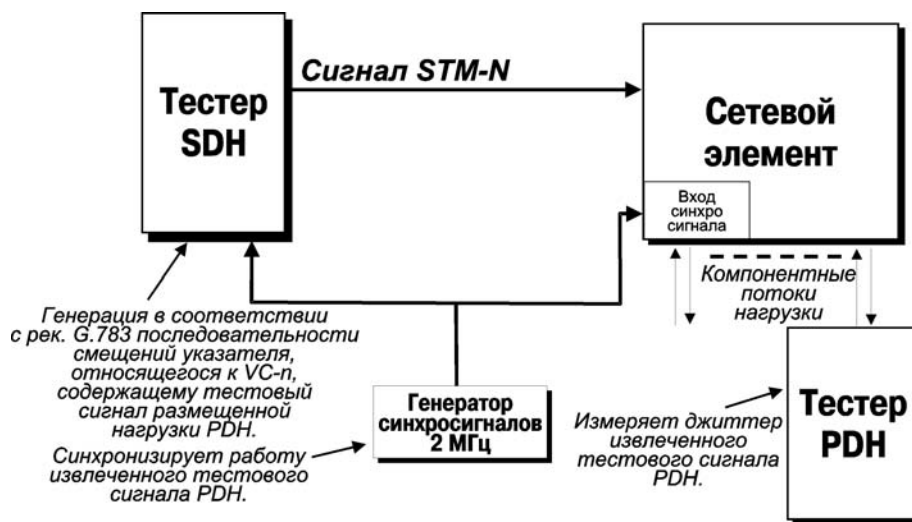 Сигнал STM-N
Тестер
SDH
Сетевой
элемент
Вход
синхро
сигнала
Компонентные
потоки
нагрузки
Генерация в соответствии
с рек. G.783 последовательности
смещений указателя,
относящегося к VC-n,
содержащему тестовый
сигнал размещенной
нагрузки PDH.
Синхронизирует работу
извлеченного тестового
сигнала PDH.
Генератор
синхросигналов
2 МГц
Измеряет джиттер
извлеченного
тестового сигнала
PDH.
Тестер
PDH